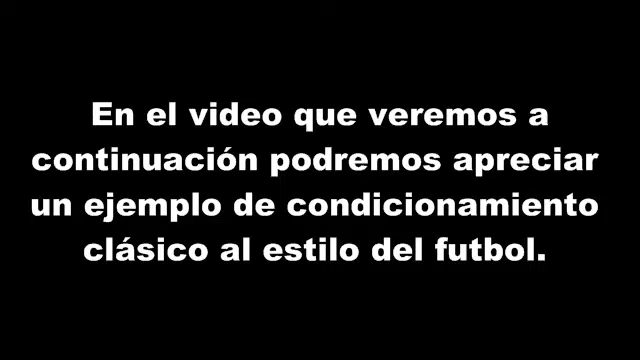 En el video que veremos a
continuación podremos apreciar
un ejemplo de condicionamiento
clásico al estilo del futbol.